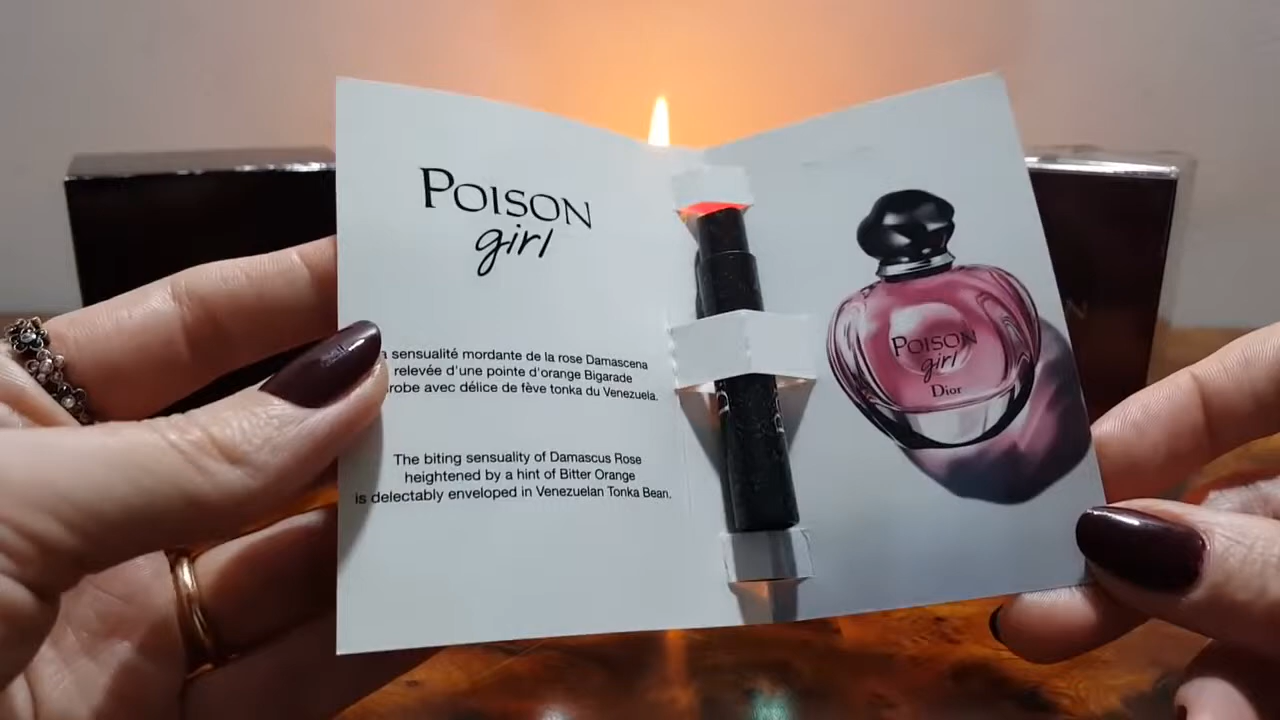 POISON
girl
sensualité mordante de la rose Damascena
relevée d'une pointe d'orange Bigarade
avec délice de fève tonka du Venezuela.
The biting sensuality of Damascus Rose
heightened by a hint of Bitter Orange
is delectably enveloped in Venezuelan Tonka Bean.
POISON
girl
Dior